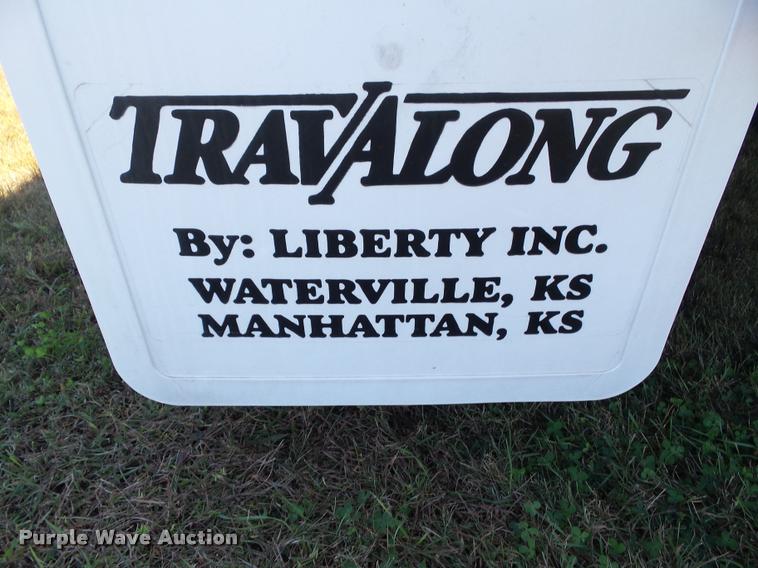 TRAVALONG
By: LIBERTY INC.
WATERVILLE, KS
MANHATTAN, KS
Purple Wave Auction